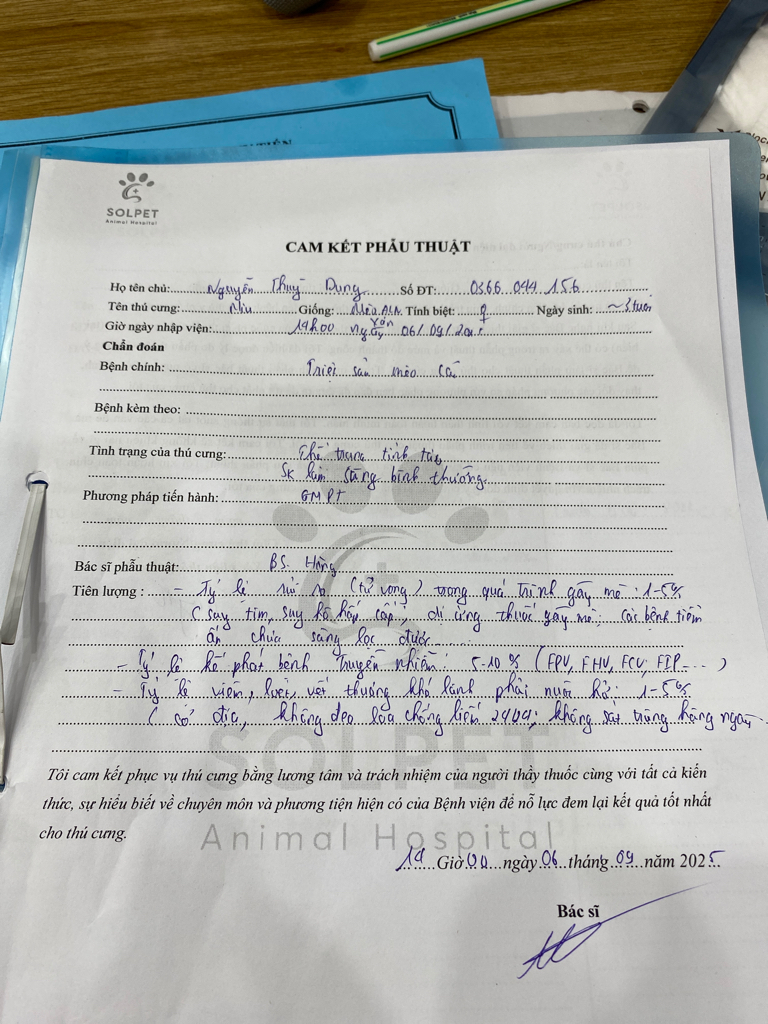 SOLPET
Animal Hospital
CAM KẾT PHẪU THUẬT
Họ tên chủ: Nguyễn Thuỳ Dung Số ĐT: 0366 044 156
Tên thú cưng: Miu Giống: Mèo ALN Tính biệt: ♀ Ngày sinh: ~3 tuổi
Giờ ngày nhập viện: 14h00 ngày 06/09/2025
Chẩn đoán
Bệnh chính: Triệt sản mèo cái
Bệnh kèm theo:
Tình trạng của thú cưng: Thể trạng tỉnh táo,
SK lâm sàng bình thường.
Phương pháp tiến hành: GMPT
Bác sĩ phẫu thuật: BS. Hồng
Tiên lượng : - Tỷ lệ rủi ro (tử vong) trong quá trình gây mê: 1-5%
(suy tim, suy hô hấp cấp, dị ứng thuốc gây mê; các bệnh tiềm
ẩn chưa sàng lọc được
- Tỷ lệ kế phát bệnh truyền nhiễm: 5-10% (FPV, FHV, FCV, FIP...)
- Tỷ lệ viêm, loét, vết thương khó lành phải 1-5%
( cơ địa, không đeo loa chống liếm 24/24; không sát trùng hàng ngày
SOLPET
Animal Hospital
Tôi cam kết phục vụ thú cưng bằng lương tâm và trách nhiệm của người thầy thuốc cùng với tất cả kiến
thức, sự hiểu biết về chuyên môn và phương tiện hiện có của Bệnh viện để nỗ lực đem lại kết quả tốt nhất
cho thú cưng.
14 Giờ 00 ngày 06 tháng 09 năm 2025
Bác sĩ